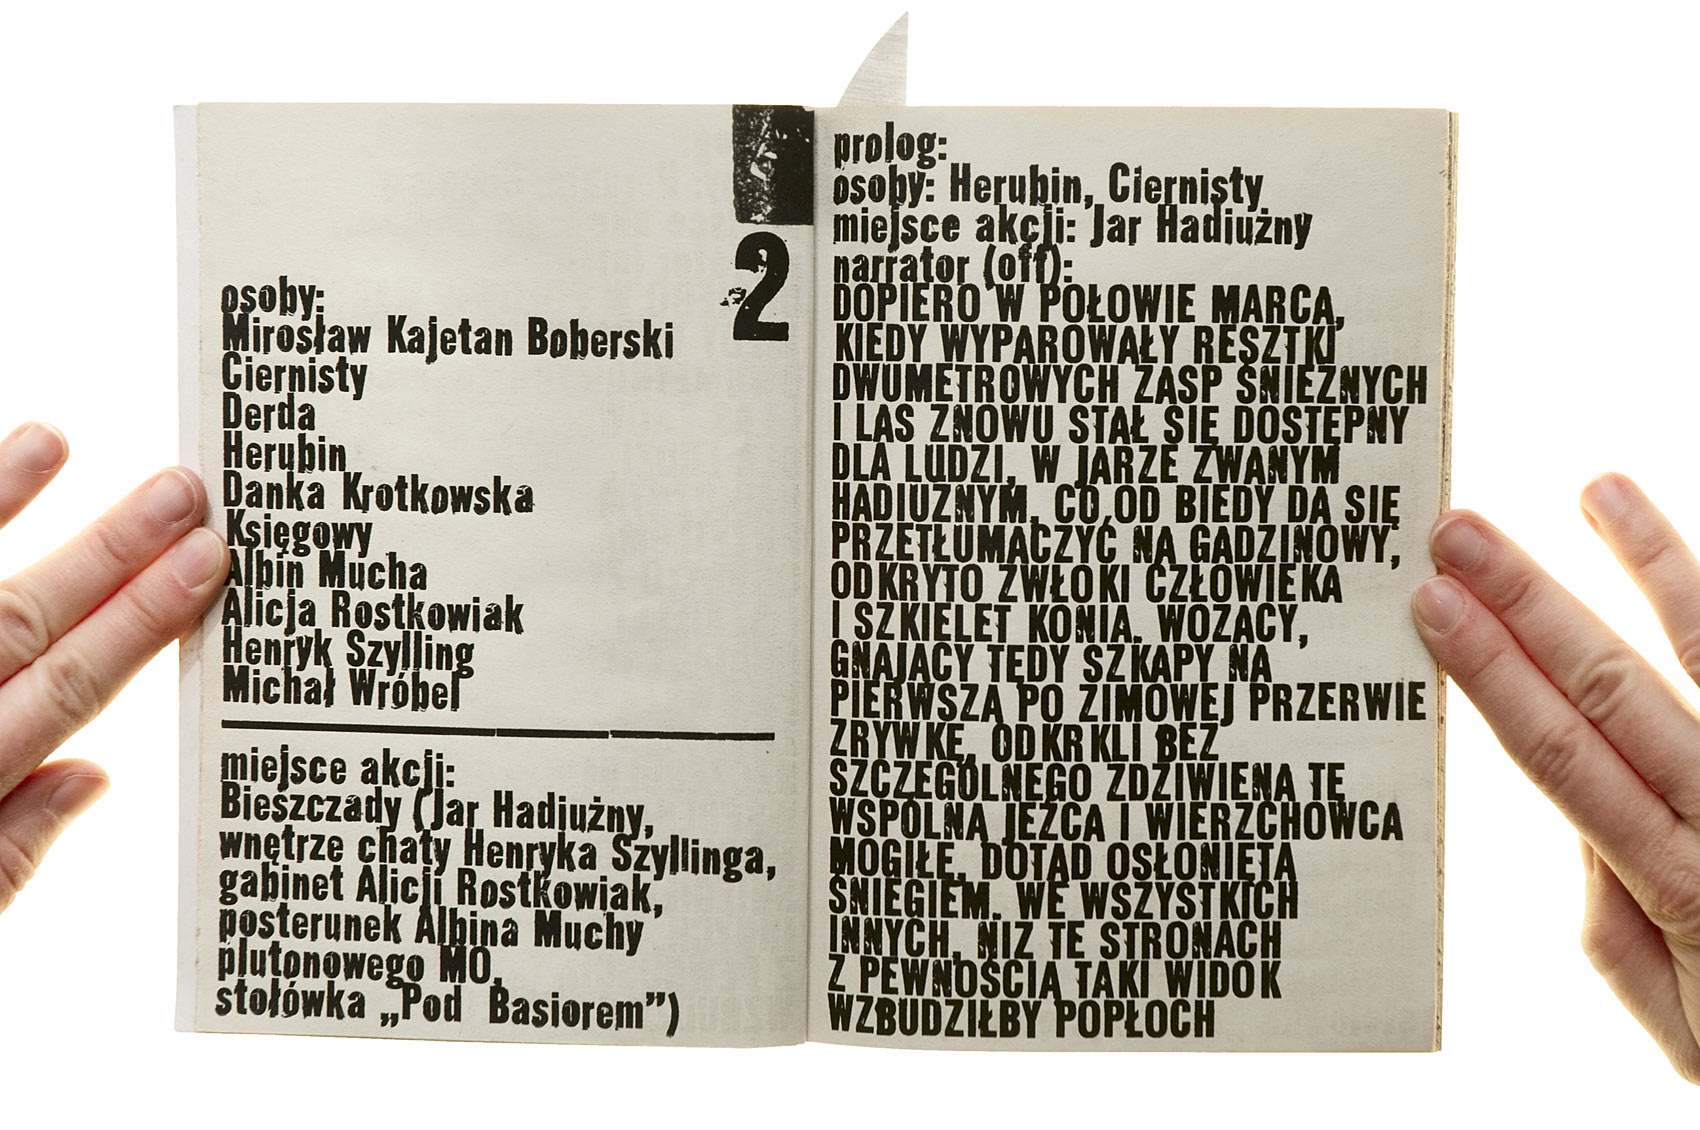 2
osoby:
Mirosław Kajetan Boberski
Ciernisty
Derda
Herubin
Danka Krotkowska
Księgowy
Albin Mucha
Alicja Rostkowiak
Henryk Szylling
Michał Wróbel
miejsce akcji:
Bieszczady (Jar Hadiużny,
wnętrze chaty Henryka Szyllinga,
gabinet Alicji Rostkowiak,
posterunek Albina Muchy
plutonowego MO,
stołówka „Pod Basiorem”)
prolog:
osoby: Herubin, Ciernisty
miejsce akcji: Jar Hadiużny
narrator (off):
DOPIERO W POŁOWIE MARCA,
KIEDY WYPAROWAŁY RESZTKI
DWUMETROWYCH ZASP ŚNIEŻNYCH
I LAS ZNOWU STAŁ SIĘ DOSTĘPNY
DLA LUDZI, W JARZE ZWANYM
HADIUŻNYM, CO OD BIEDY DA SIĘ
PRZETŁUMACZYĆ NA GADZINOWY,
ODKRYTO ZWŁOKI CZŁOWIEKA
I SZKIELET KONIA. WOZACY,
GNAJĄCY TĘDY SZKAPY NA
PIERWSZĄ PO ZIMOWEJ PRZERWIE
ZRYWKĘ, ODKRKLI BEZ
SZCZEGÓLNEGO ZDZIWIENA TĘ
WSPÓLNĄ JEŹCA I WIERZCHOWCA
MOGIŁĘ, DOTĄD OSŁONIĘTĄ
ŚNIEGIEM. WE WSZYSTKICH
INNYCH, NIŻ TE STRONACH
Z PEWNOŚCIĄ TAKI WIDOK
WZBUDZIŁBY POPŁOCH